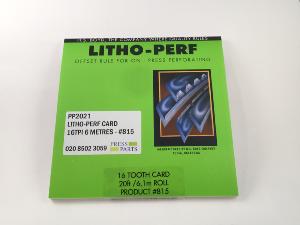 LITHO-PERF
OFFSET RULE FOR ON - PRESS PERFORATING
PP2021
LITHO-PERF CARD
16TPI 6 METRES - #815
020 8502 3059
PRESS
PARTS
16 TOOTH CARD
20ft / 6.1m ROLL
PRODUCT #815